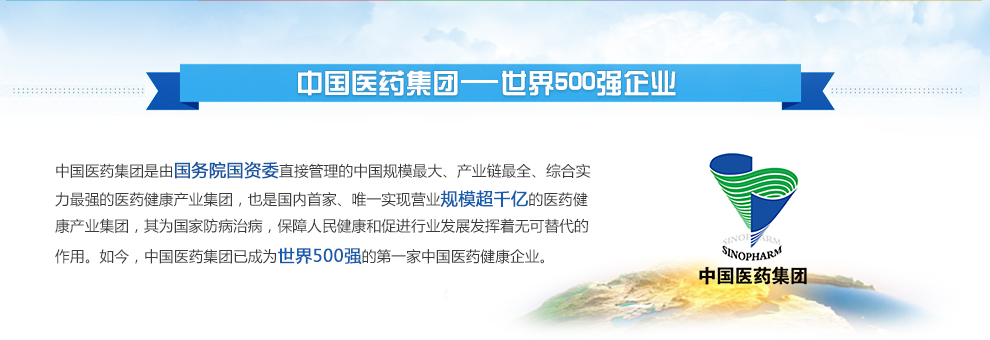 中国医药集团——世界500强企业
中国医药集团是由国务院国资委直接管理的中国规模最大、产业链最全、综合实
力最强的医药健康产业集团，也是国内首家、唯一实现营业规模超千亿的医药健
康产业集团，其为国家防病治病，保障人民健康和促进行业发展发挥着无可替代的
作用。如今，中国医药集团已成为世界500强的第一家中国医药健康企业。
SINOPHARM
SINOPHARM
中国医药集团